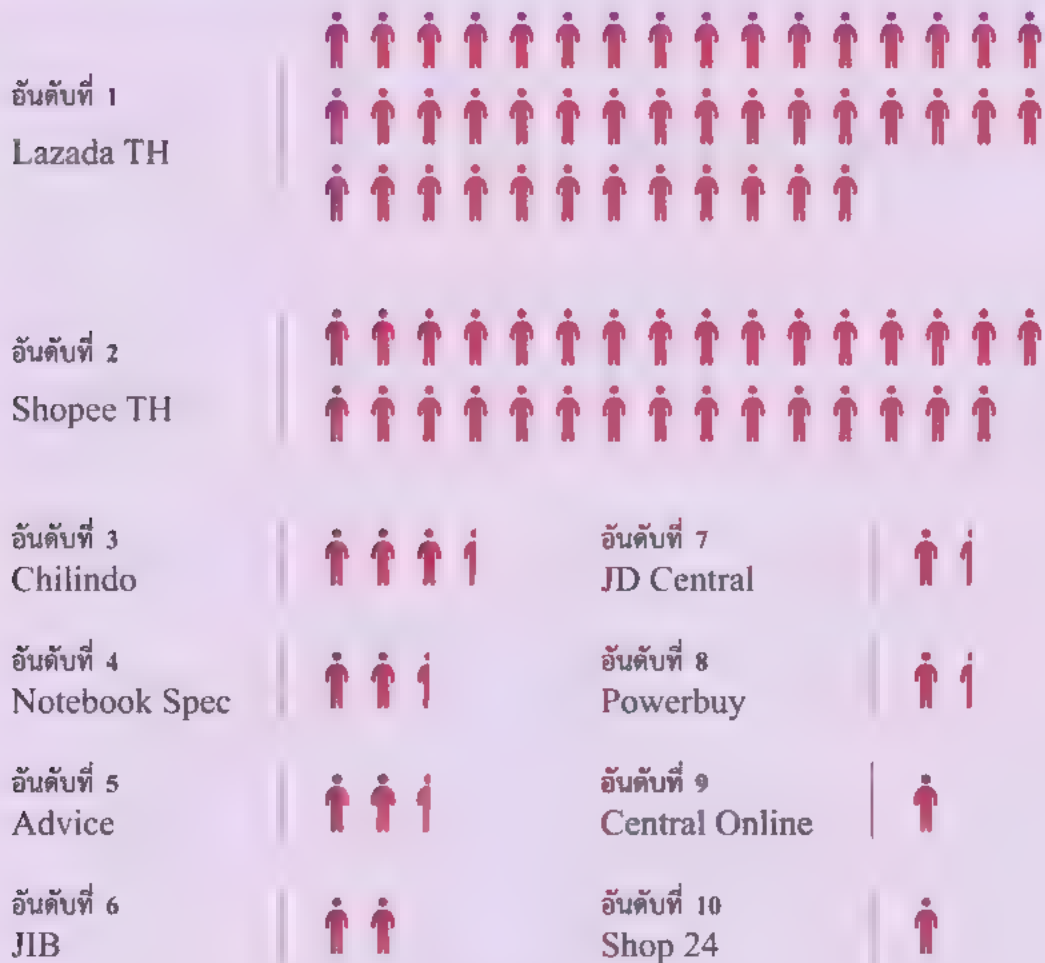 อันดับที่ 1
Lazada TH
อันดับที่ 2
Shopee TH
อันดับที่ 3
Chilindo
อันดับที่ 4
Notebook Spec
อันดับที่ 5
Advice
อันดับที่ 6
JIB
อันดับที่ 7
JD Central
อันดับที่ 8
Powerbuy
อันดับที่ 9
Central Online
อันดับที่ 10
Shop 24